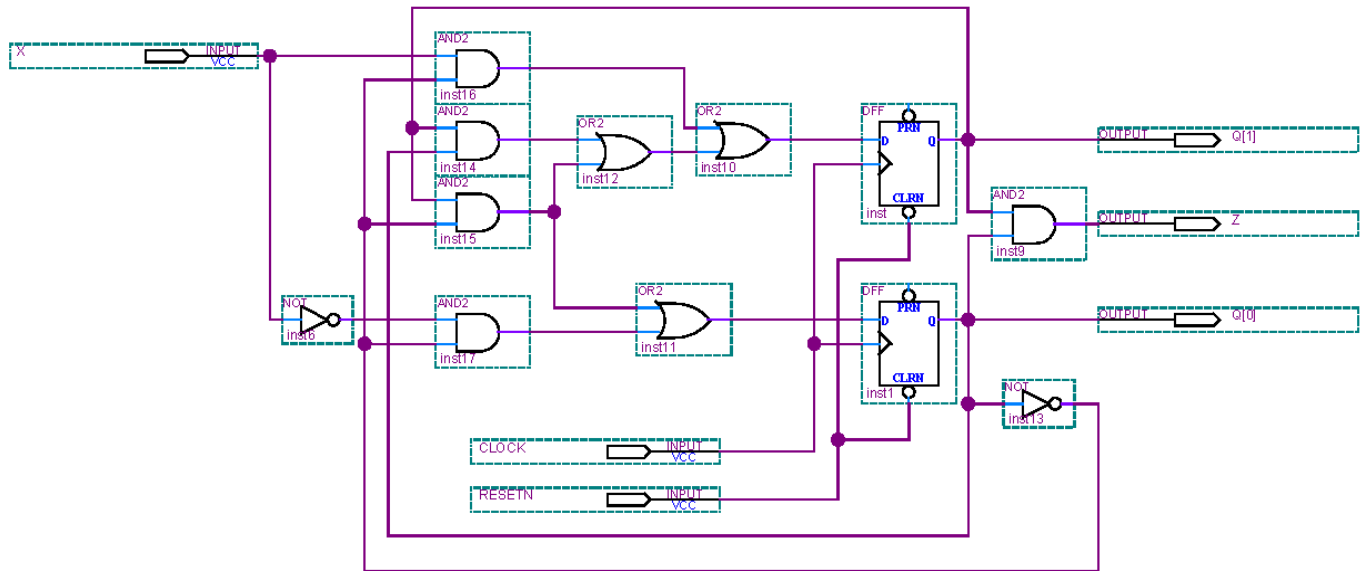 X
INPUT
VCC
AND2
inst16
AND2
inst14
AND2
inst15
OR2
inst12
OR2
inst10
DFF
PRN
D
Q
CLRN
inst
OUTPUT
Q[1]
AND2
inst9
OUTPUT
Z
NOT
inst6
AND2
inst17
OR2
inst11
DFF
PRN
D
Q
CLRN
inst1
OUTPUT
Q[0]
NOT
inst13
CLOCK
INPUT
VCC
RESETN
INPUT
VCC